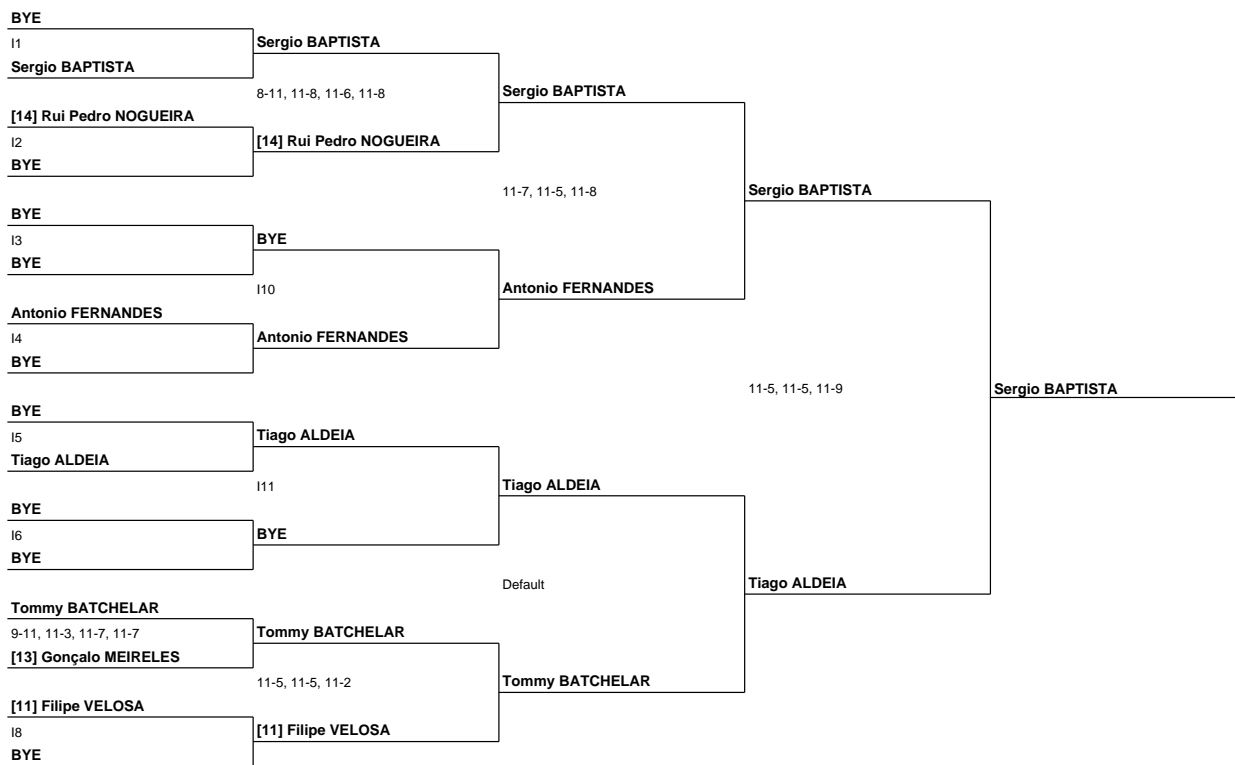 BYE
I1
Sergio BAPTISTA
Sergio BAPTISTA
8-11, 11-8, 11-6, 11-8
Sergio BAPTISTA
[14] Rui Pedro NOGUEIRA
I2
[14] Rui Pedro NOGUEIRA
BYE
11-7, 11-5, 11-8
Sergio BAPTISTA
BYE
I3
BYE
BYE
I10
Antonio FERNANDES
Antonio FERNANDES
I4
Antonio FERNANDES
BYE
11-5, 11-5, 11-9
Sergio BAPTISTA
BYE
I5
Tiago ALDEIA
Tiago ALDEIA
I11
Tiago ALDEIA
BYE
I6
BYE
BYE
Default
Tiago ALDEIA
Tommy BATCHELAR
9-11, 11-3, 11-7, 11-7
Tommy BATCHELAR
[13] Gonçalo MEIRELES
11-5, 11-5, 11-2
Tommy BATCHELAR
[11] Filipe VELOSA
I8
[11] Filipe VELOSA
BYE